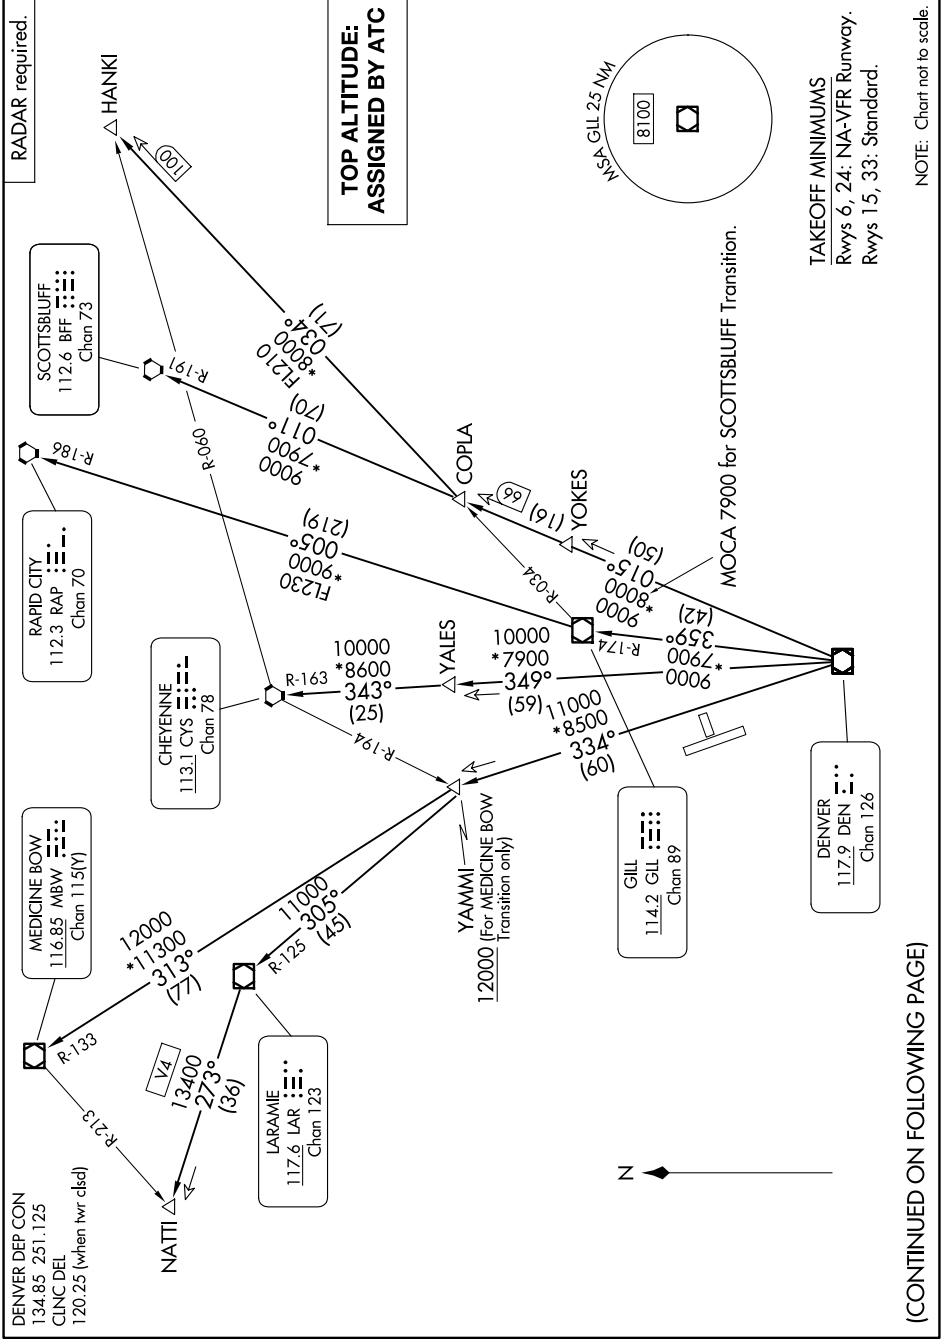 DENVER DEP CON
134.85 251.125
CLNC DEL
120.25 (when twr clsd)
RADAR required.
TOP ALTITUDE:
ASSIGNED BY ATC
HANKI
100
SCOTTSBLUFF
112.6 BFF
Chan 73
R-191
RAPID CITY
112.3 RAP
Chan 70
R-186
CHEYENNE
113.1 CYS
Chan 78
R-060
R-163
R-194
MEDICINE BOW
116.85 MBW
Chan 115(Y)
R-133
R-213
NATTI
V4
13400
273°
(36)
LARAMIE
117.6 LAR
Chan 123
R-125
12000
*11300
313°
(77)
11000
305°
(45)
YAMMI
12000 (For MEDICINE BOW
Transition only)
10000
*8600
343°
(25)
YALES
10000
*7900
349°
(59)
11000
*8500
334°
(60)
FL230
*9000
005°
(219)
9000
*7900
011°
(70)
FL210
*8000
034°
(71)
COPLA
66
(16)
YOKES
R-034
R-174
(50)
015°
*8000
9000
(42)
359°
*7900
9000
MOCA 7900 for SCOTTSBLUFF Transition.
GILL
114.2 GLL
Chan 89
DENVER
117.9 DEN
Chan 126
MSA GLL 25 NM
8100
TAKEOFF MINIMUMS
Rwys 6, 24: NA-VFR Runway.
Rwys 15, 33: Standard.
NOTE: Chart not to scale.
N
(CONTINUED ON FOLLOWING PAGE)